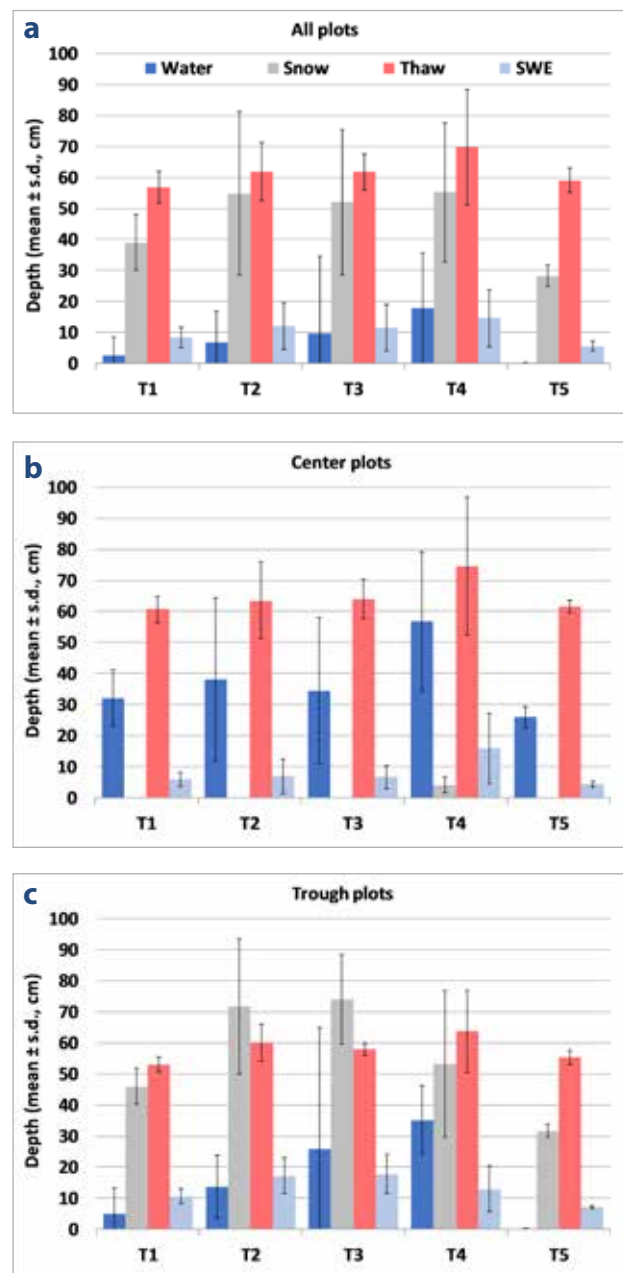 a
All plots
Water Snow Thaw SWE
Depth (mean ± s.d., cm)
100
90
80
70
60
50
40
30
20
10
0
T1 T2 T3 T4 T5
b
Center plots
Depth (mean ± s.d., cm)
100
90
80
70
60
50
40
30
20
10
0
T1 T2 T3 T4 T5
c
Trough plots
Depth (mean ± s.d., cm)
100
90
80
70
60
50
40
30
20
10
0
T1 T2 T3 T4 T5